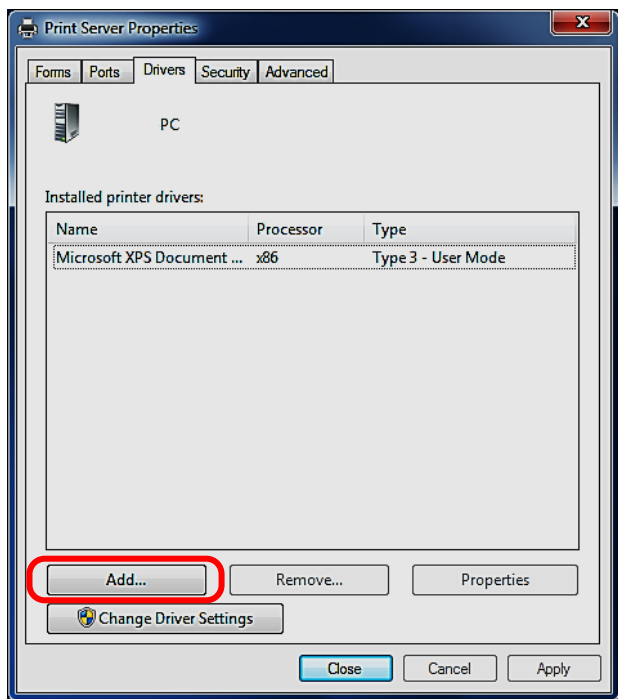 Print Server Properties
Forms Ports Drivers Security Advanced
PC
Installed printer drivers:
Name Processor Type
Microsoft XPS Document ... x86 Type 3 - User Mode
Add... Remove... Properties
Change Driver Settings
Close Cancel Apply